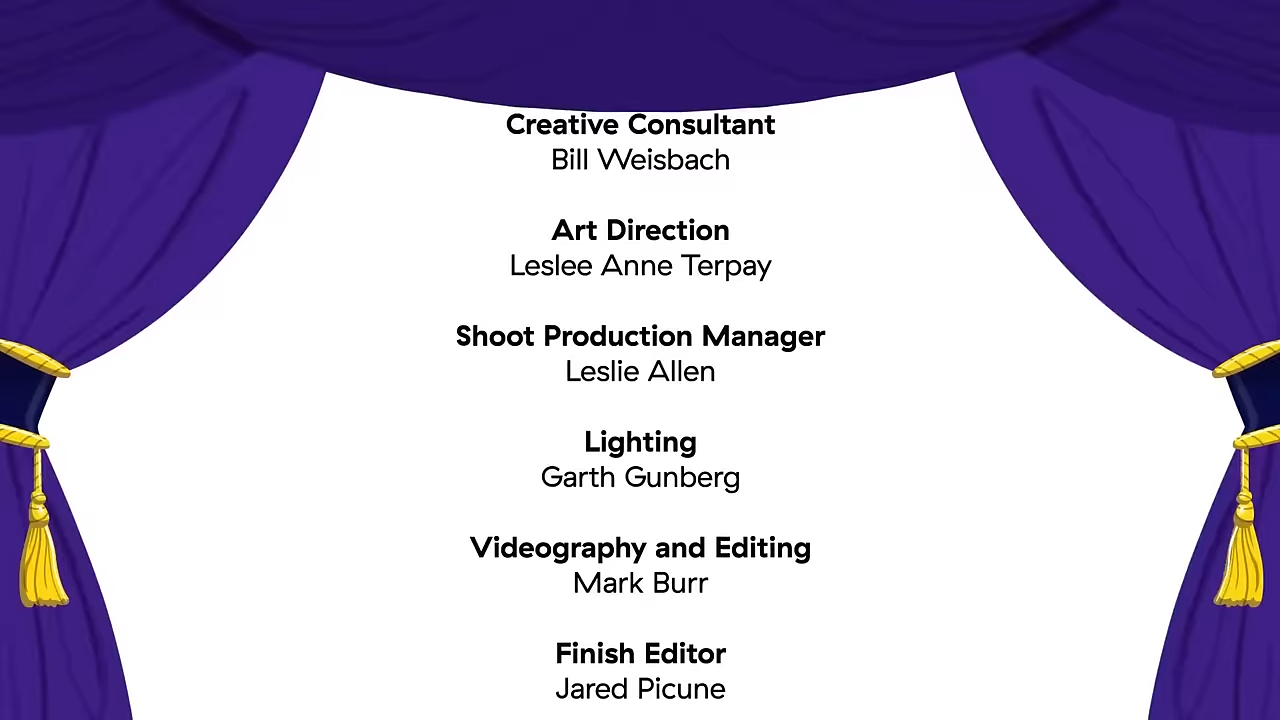 Creative Consultant
Bill Weisbach
Art Direction
Leslee Anne Terpay
Shoot Production Manager
Leslie Allen
Lighting
Garth Gunberg
Videography and Editing
Mark Burr
Finish Editor
Jared Picune